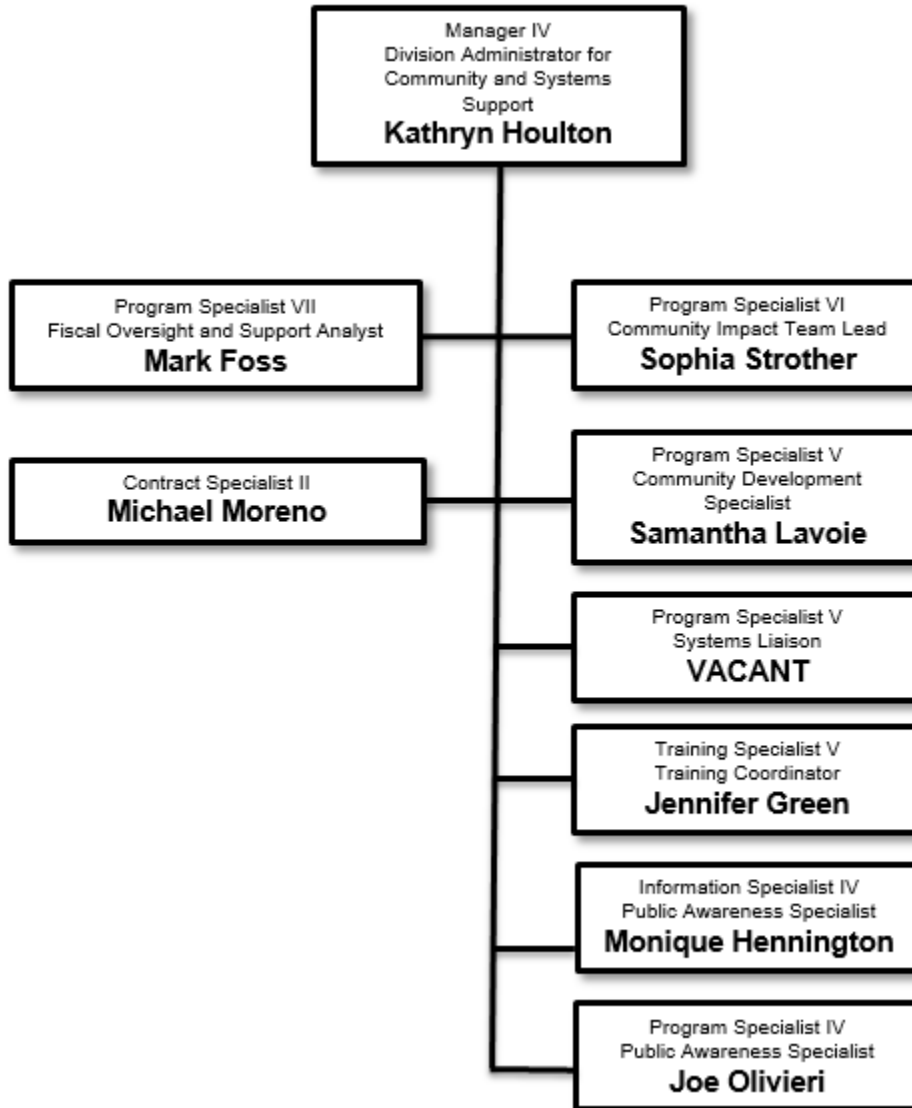 Manager IV
Division Administrator for
Community and Systems
Support
Kathryn Houlton
Program Specialist VII
Fiscal Oversight and Support Analyst
Mark Foss
Program Specialist VI
Community Impact Team Lead
Sophia Strother
Contract Specialist II
Michael Moreno
Program Specialist V
Community Development
Specialist
Samantha Lavoie
Program Specialist V
Systems Liaison
VACANT
Training Specialist V
Training Coordinator
Jennifer Green
Information Specialist IV
Public Awareness Specialist
Monique Hennington
Program Specialist IV
Public Awareness Specialist
Joe Olivieri